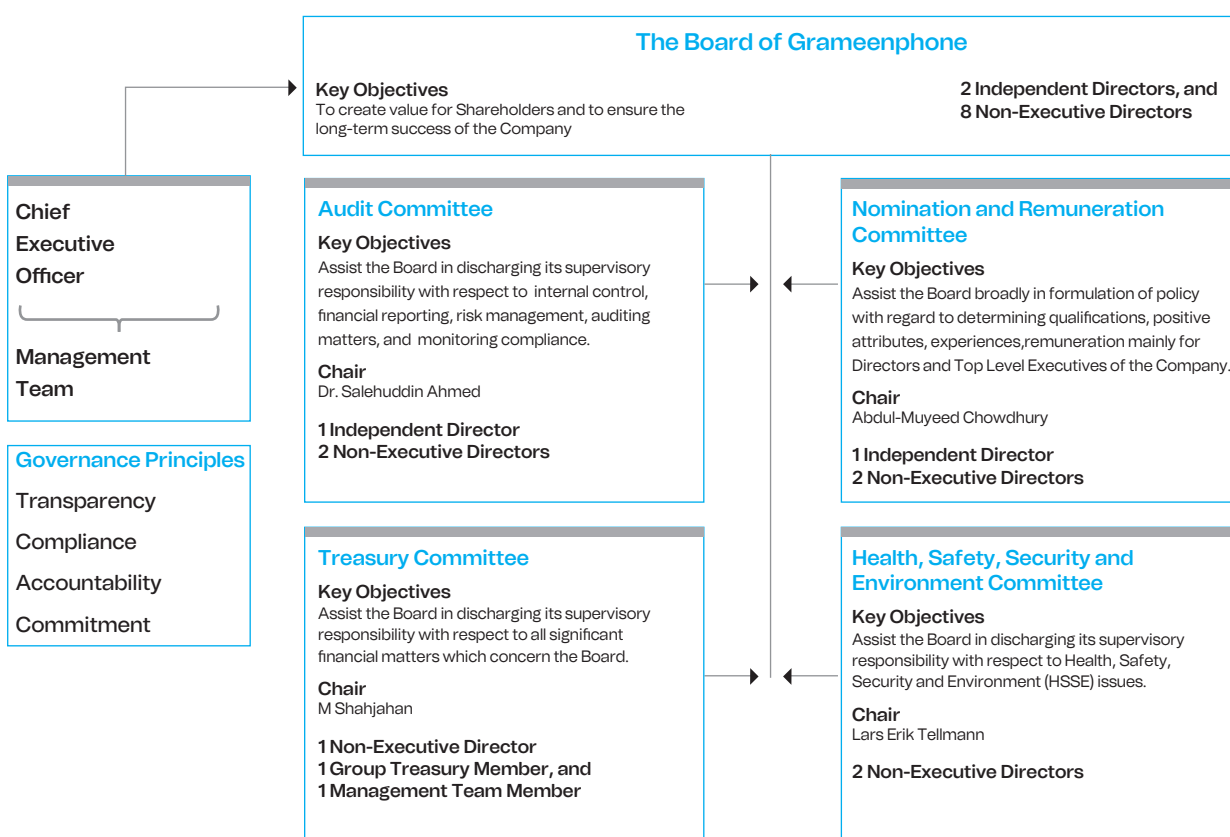 The Board of Grameenphone
Key Objectives
To create value for Shareholders and to ensure the
long-term success of the Company
2 Independent Directors, and
8 Non-Executive Directors
Chief
Executive
Officer
Management
Team
Governance Principles
Transparency
Compliance
Accountability
Commitment
Audit Committee
Key Objectives
Assist the Board in discharging its supervisory
responsibility with respect to internal control,
financial reporting, risk management, auditing
matters, and monitoring compliance.
Chair
Dr. Salehuddin Ahmed
1 Independent Director
2 Non-Executive Directors
Nomination and Remuneration
Committee
Key Objectives
Assist the Board broadly in formulation of policy
with regard to determining qualifications, positive
attributes, experiences,remuneration mainly for
Directors and Top Level Executives of the Company.
Chair
Abdul-Muyeed Chowdhury
1 Independent Director
2 Non-Executive Directors
Treasury Committee
Key Objectives
Assist the Board in discharging its supervisory
responsibility with respect to all significant
financial matters which concern the Board.
Chair
M Shahjahan
1 Non-Executive Director
1 Group Treasury Member, and
1 Management Team Member
Health, Safety, Security and
Environment Committee
Key Objectives
Assist the Board in discharging its supervisory
responsibility with respect to Health, Safety,
Security and Environment (HSSE) issues.
Chair
Lars Erik Tellmann
2 Non-Executive Directors